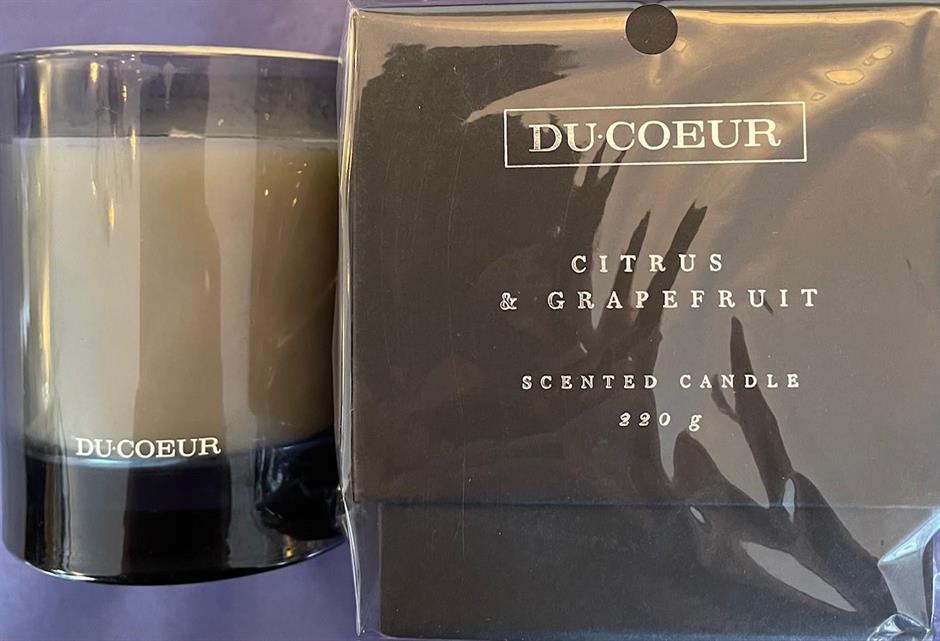 DU·COEUR
DU·COEUR
CITRUS
& GRAPEFRUIT
SCENTED CANDLE
220 g